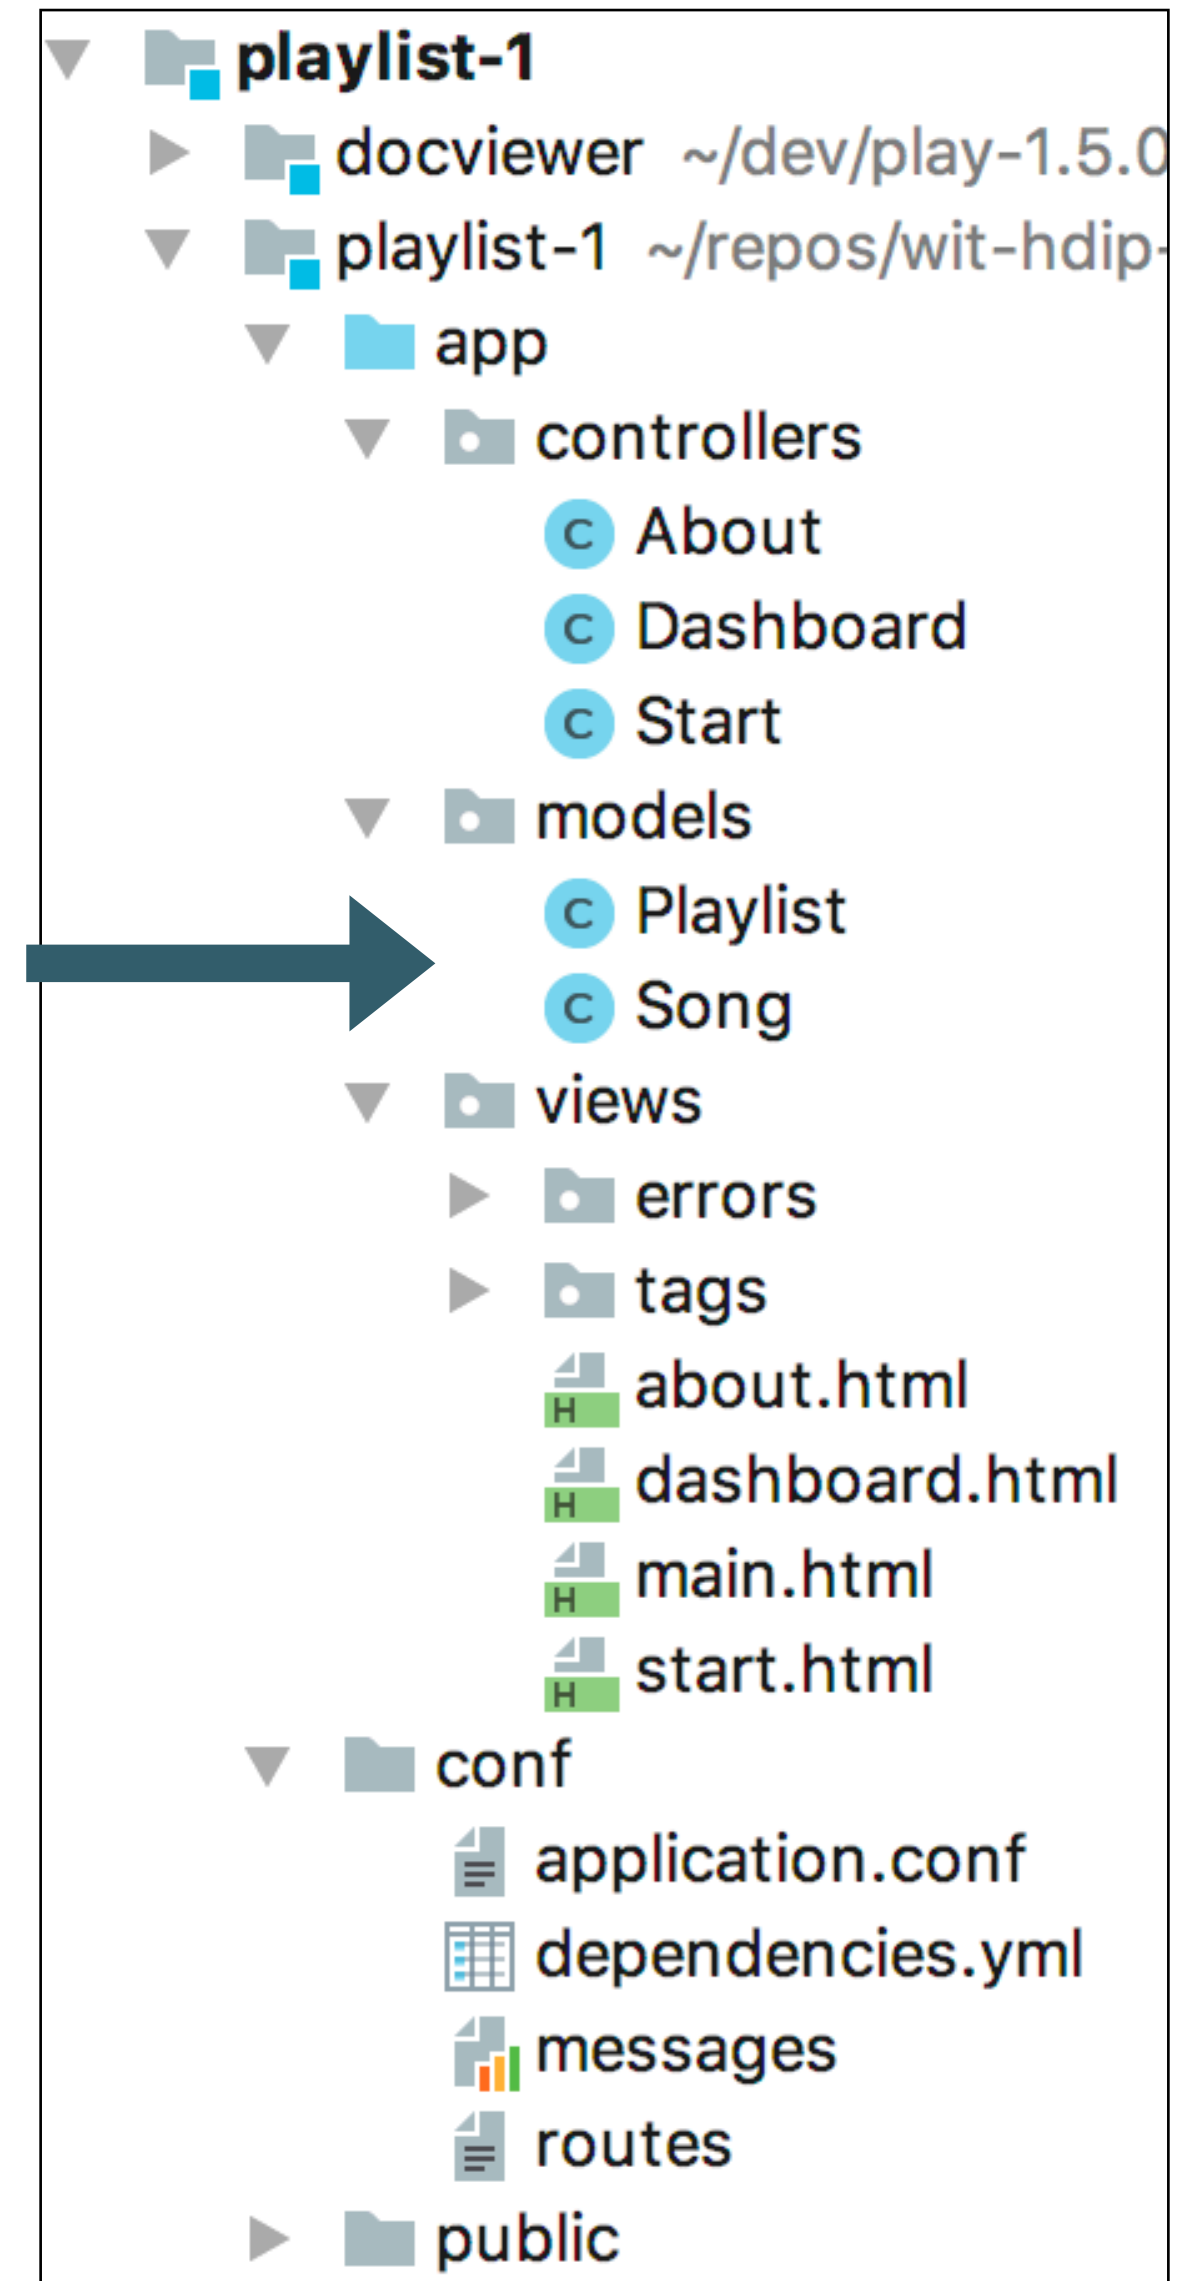 playlist-1
docviewer ~/dev/play-1.5.0
playlist-1 ~/repos/wit-hdip-
app
controllers
C About
C Dashboard
C Start
models
C Playlist
C Song
views
errors
tags
H about.html
H dashboard.html
H main.html
H start.html
conf
application.conf
dependencies.yml
messages
routes
public